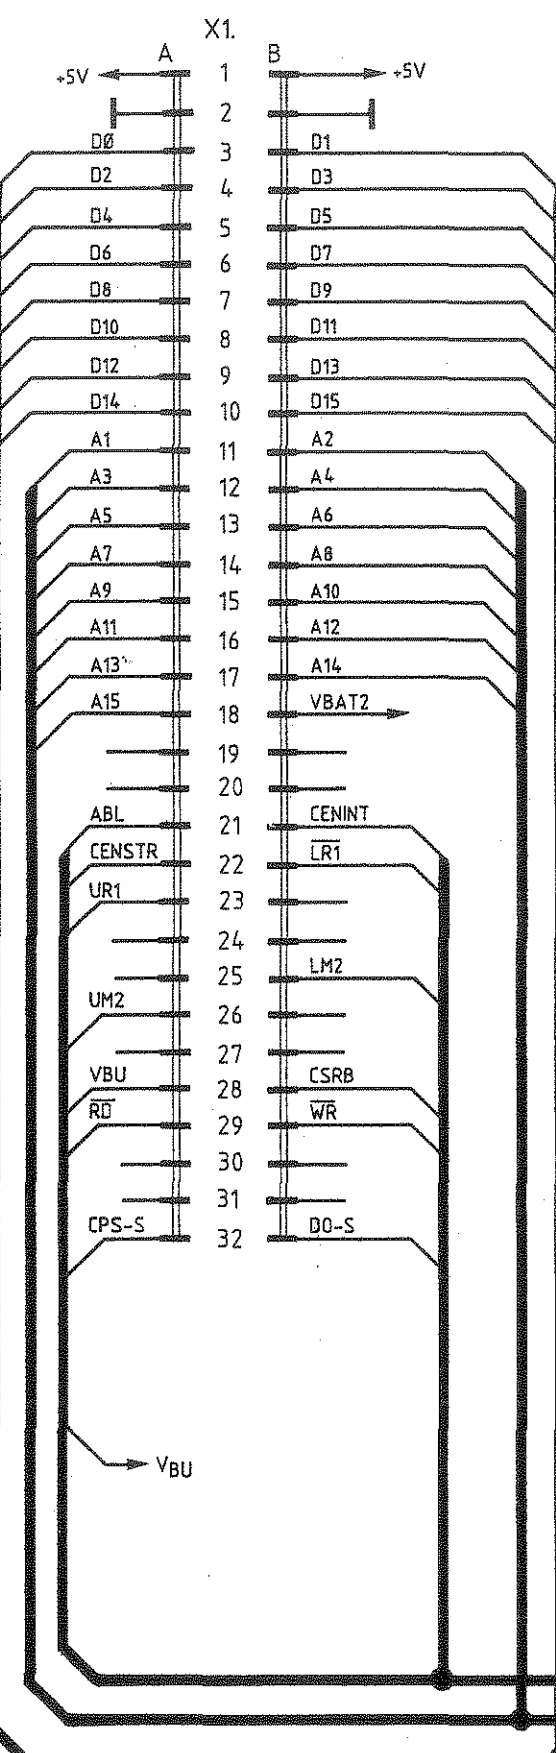 X1.
A B
+5V 1 +5V
2
DØ 3 D1
D2 4 D3
D4 5 D5
D6 6 D7
D8 7 D9
D10 8 D11
D12 9 D13
D14 10 D15
A1 11 A2
A3 12 A4
A5 13 A6
A7 14 A8
A9 15 A10
A11 16 A12
A13 17 A14
A15 18 VBAT2
19
20
ABL 21 CENINT
CENSTR 22 L̅R̅1̅
UR1 23
24
25 LM2
UM2 26
27
VBU 28 CSRB
R̅D̅ 29 W̅R̅
30
31
CPS-S 32 DO-S
VBU